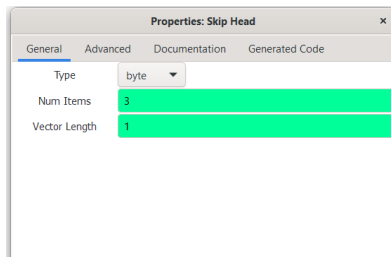 Properties: Skip Head ×
General Advanced Documentation Generated Code
Type byte
Num Items 3
Vector Length 1